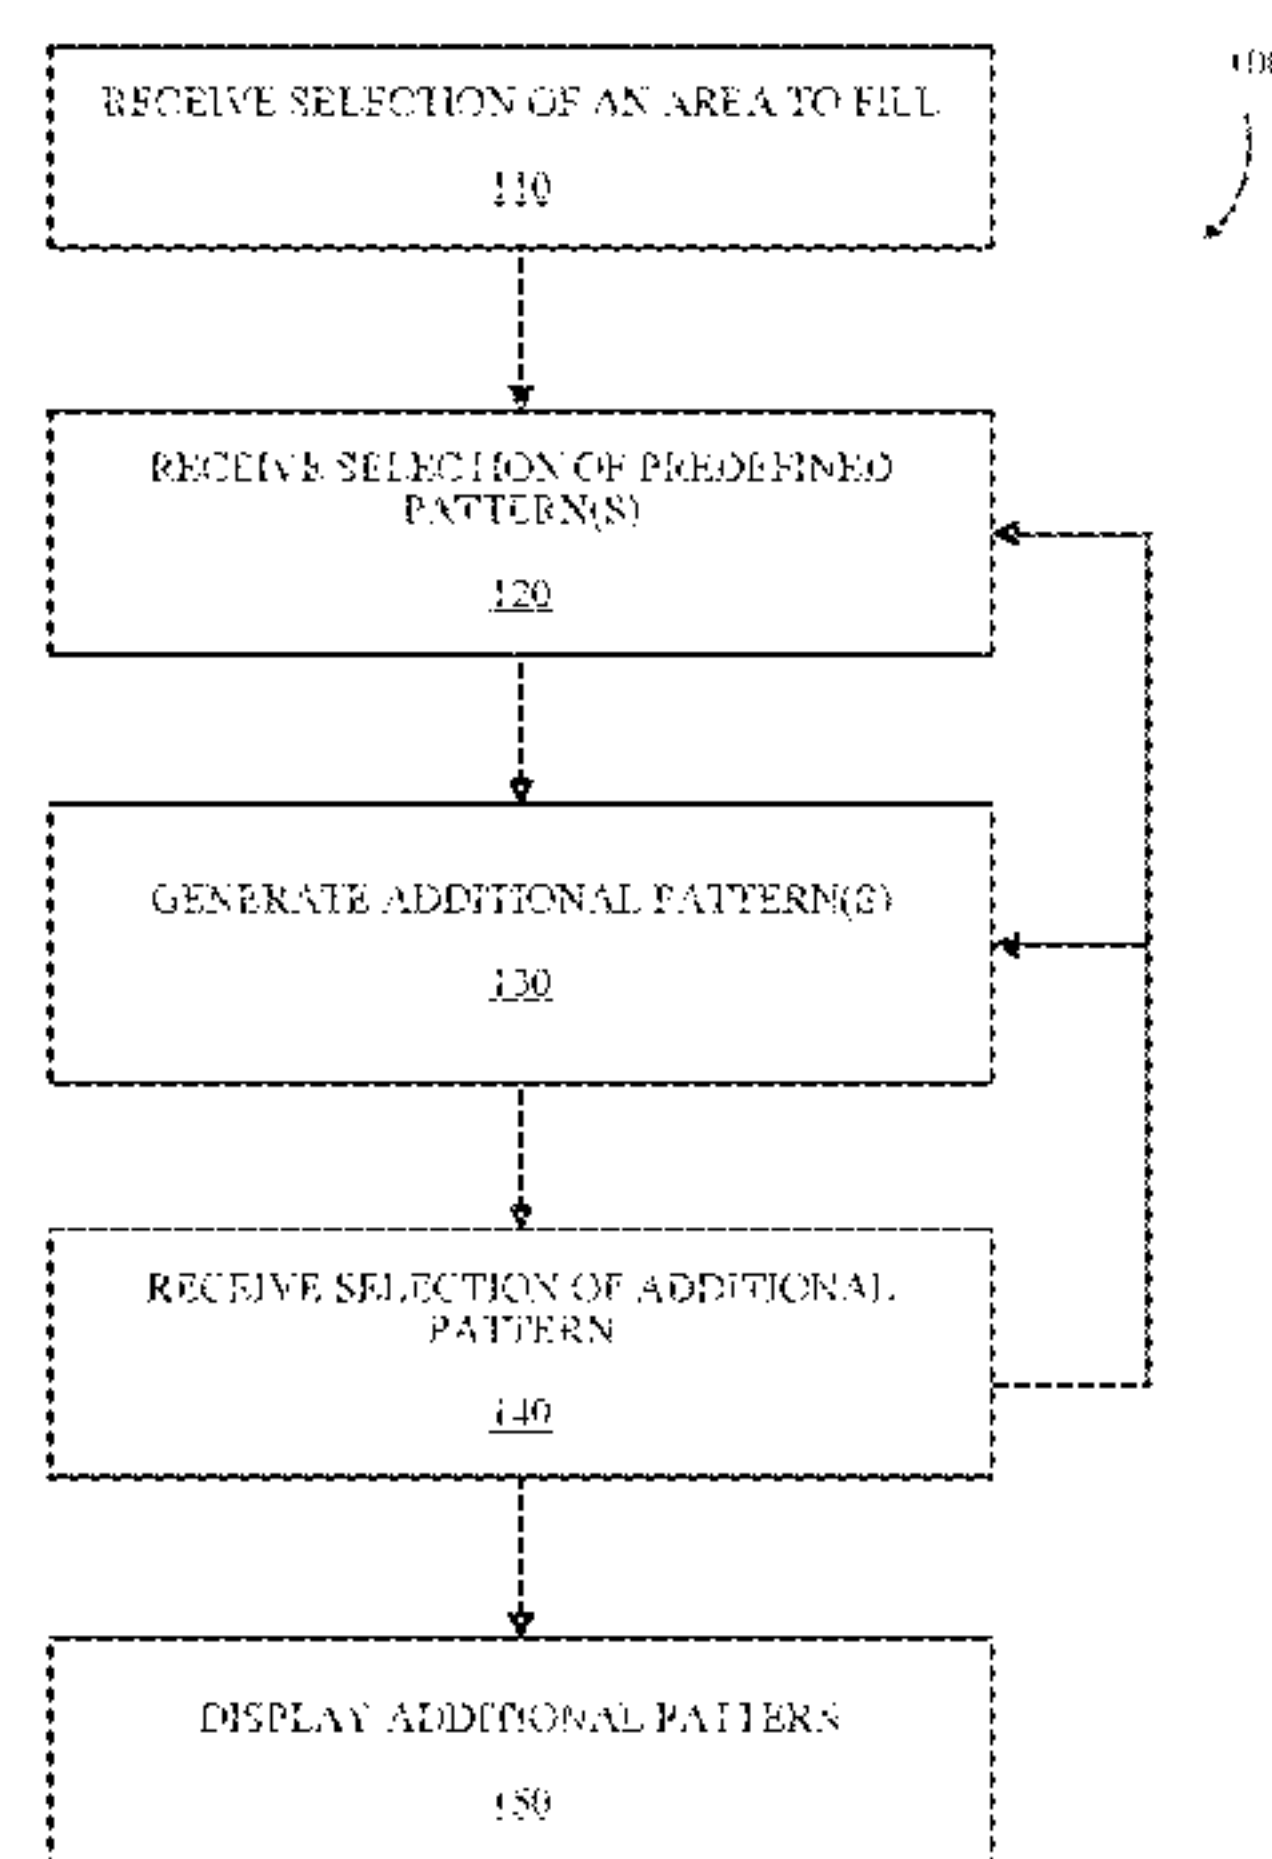 RECEIVE SELECTION OF AN AREA TO FILL
110
RECEIVE SELECTION OF PREDEFINED
PATTERN(S)
120
GENERATE ADDITIONAL PATTERN(S)
130
RECEIVE SELECTION OF ADDITIONAL
PATTERN
140
DISPLAY ADDITIONAL PATTERN
150